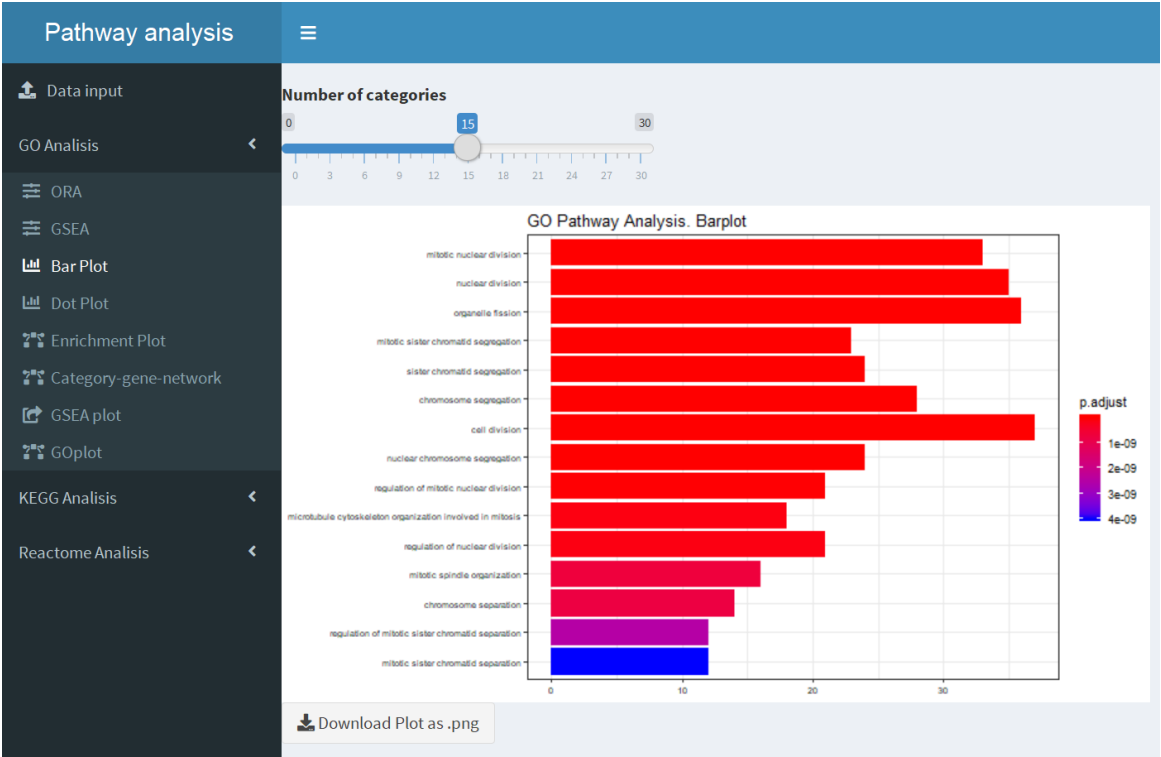 Pathway analysis
Data input
GO Analisis
ORA
GSEA
Bar Plot
Dot Plot
Enrichment Plot
Category-gene-network
GSEA plot
GOplot
KEGG Analisis
Reactome Analisis
Number of categories
0 15 30
0 3 6 9 12 15 18 21 24 27 30
GO Pathway Analysis. Barplot
mitotic nuclear division
nuclear division
organelle fission
mitotic sister chromatid segregation
sister chromatid segregation
chromosome segregation
cell division
nuclear chromosome segregation
regulation of mitotic nuclear division
microtubule cytoskeleton organization involved in mitosis
regulation of nuclear division
mitotic spindle organization
chromosome separation
regulation of mitotic sister chromatid separation
mitotic sister chromatid separation
0 10 20 30
p.adjust
1e-09
2e-09
3e-09
4e-09
Download Plot as .png